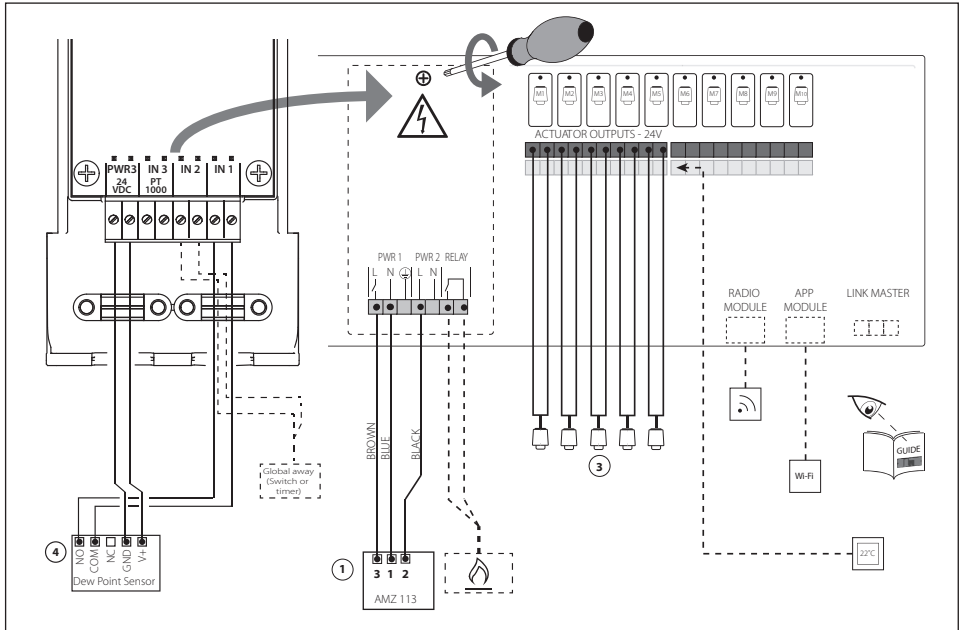 M1 M2 M3 M4 M5 M6 M7 M8 M9 M10
ACTUATOR OUTPUTS - 24V
PWR3 IN 3 IN 2 IN 1
24 VDC PT 1000
PWR 1 PWR 2 RELAY
L N L N
RADIO MODULE
APP MODULE
LINK MASTER
BROWN
BLUE
BLACK
Global away
(Switch or
timer)
3
GUIDE
Wi-Fi
4
NO
COM
NC
GND
V+
Dew Point Sensor
1
3 1 2
AMZ 113
22°C